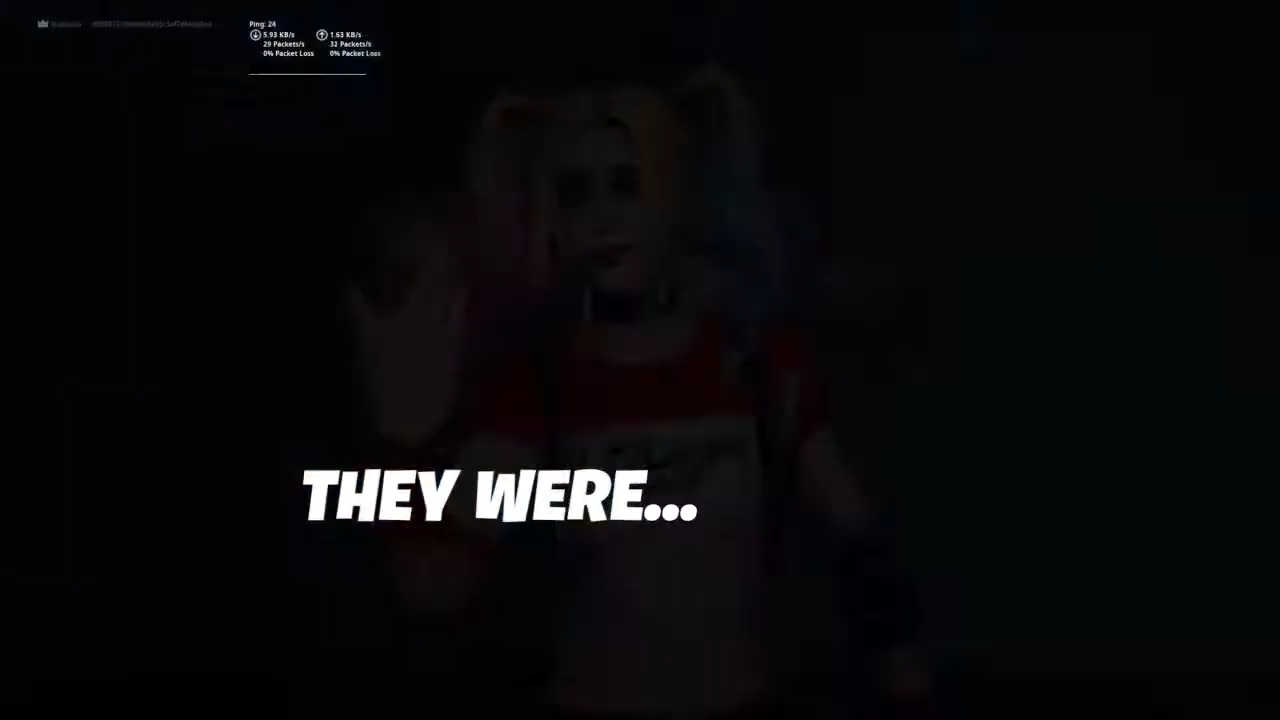 Ping: 24
5.93 KB/s 1.63 KB/s
29 Packets/s 32 Packets/s
0% Packet Loss 0% Packet Loss
THEY WERE...